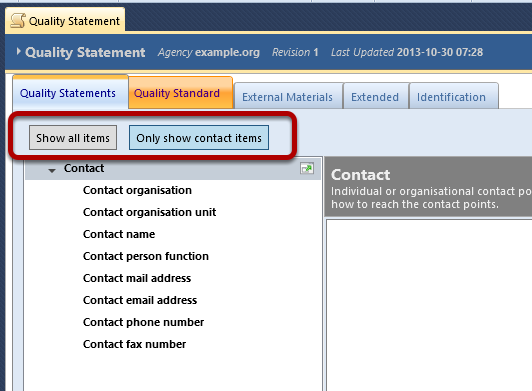 Quality Statement
Quality Statement Agency example.org Revision 1 Last Updated 2013-10-30 07:28
Quality Statements Quality Standard External Materials Extended Identification
Show all items Only show contact items
Contact
Contact organisation
Contact organisation unit
Contact name
Contact person function
Contact mail address
Contact email address
Contact phone number
Contact fax number
Contact
Individual or organisational contact po
how to reach the contact points.